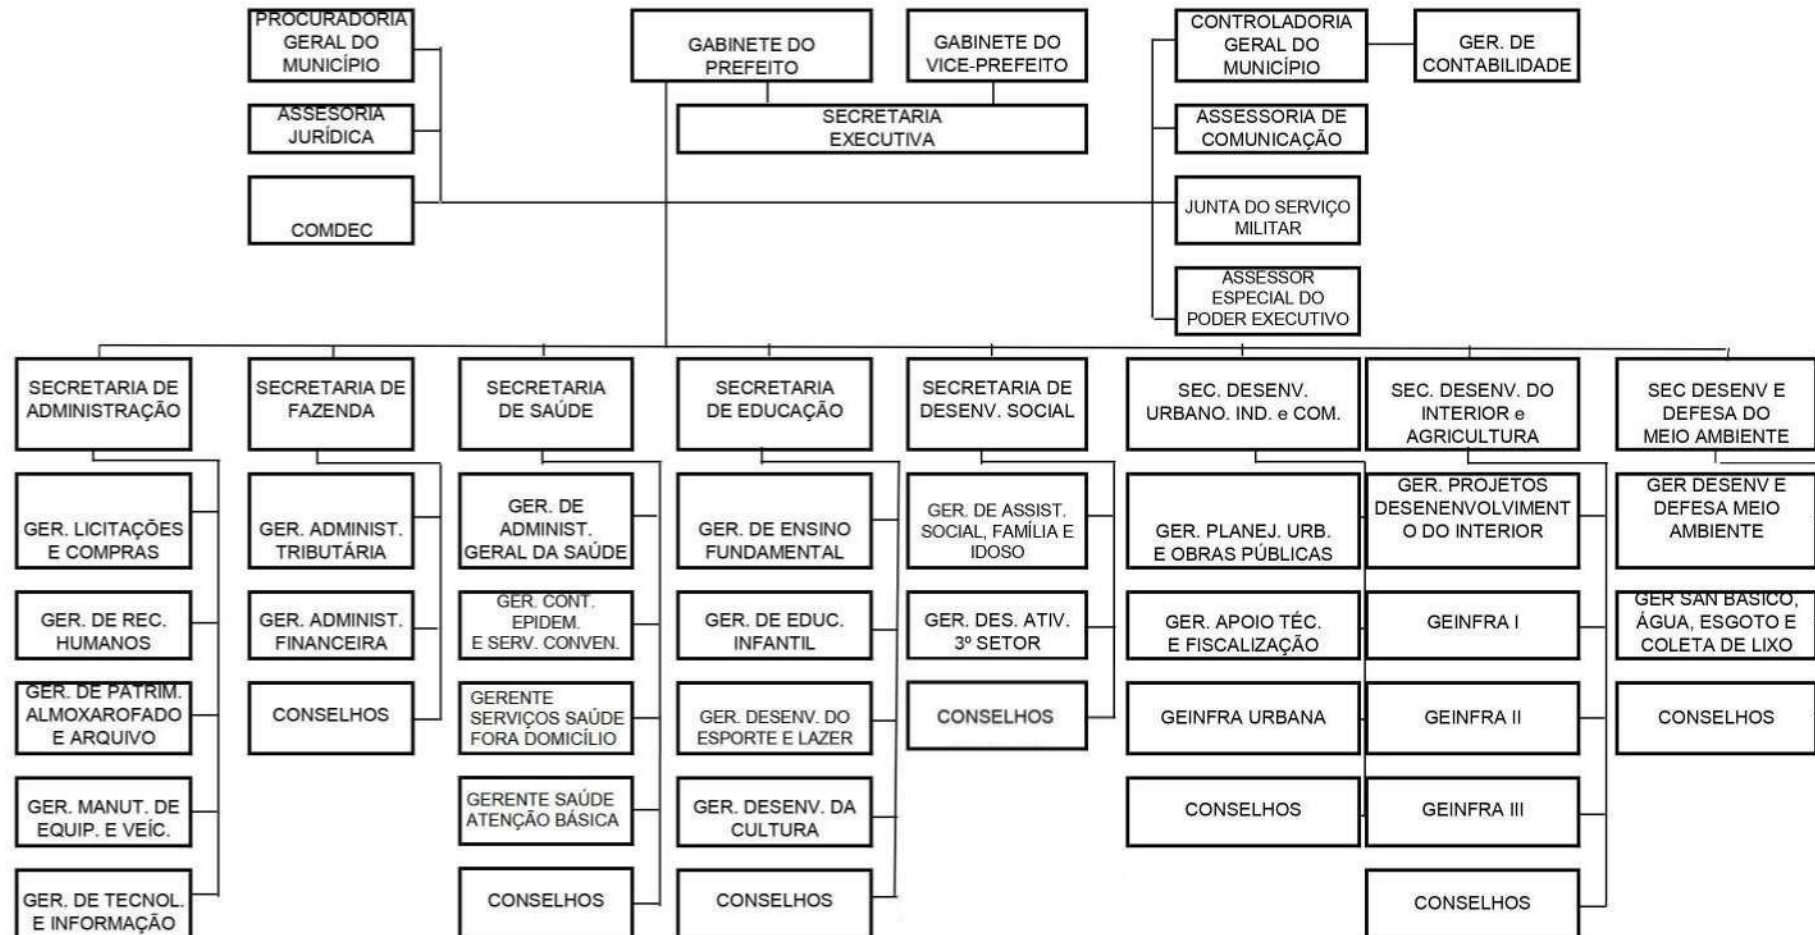 PROCURADORIA
GERAL DO
MUNICÍPIO
GABINETE DO
PREFEITO
GABINETE DO
VICE-PREFEITO
CONTROLADORIA
GERAL DO
MUNICÍPIO
GER. DE
CONTABILIDADE
ASSESORIA
JURÍDICA
SECRETARIA
EXECUTIVA
ASSESSORIA DE
COMUNICAÇÃO
COMDEC
JUNTA DO SERVIÇO
MILITAR
ASSESSOR
ESPECIAL DO
PODER EXECUTIVO
SECRETARIA DE
ADMINISTRAÇÃO
SECRETARIA DE
FAZENDA
SECRETARIA
DE SAÚDE
SECRETARIA
DE EDUCAÇÃO
SECRETARIA DE
DESENV. SOCIAL
SEC. DESENV.
URBANO. IND. e COM.
SEC. DESENV. DO
INTERIOR e
AGRICULTURA
SEC DESENV E
DEFESA DO
MEIO AMBIENTE
GER. LICITAÇÕES
E COMPRAS
GER. ADMINIST.
TRIBUTÁRIA
GER. DE
ADMINIST.
GERAL DA SAÚDE
GER. DE ENSINO
FUNDAMENTAL
GER. DE ASSIST.
SOCIAL, FAMÍLIA E
IDOSO
GER. PLANEJ. URB.
E OBRAS PÚBLICAS
GER. PROJETOS
DESENENVOLVIMENT
O DO INTERIOR
GER DESENV E
DEFESA MEIO
AMBIENTE
GER. DE REC.
HUMANOS
GER. ADMINIST.
FINANCEIRA
GER. CONT.
EPIDEM.
E SERV. CONVEN.
GER. DE EDUC.
INFANTIL
GER. DES. ATIV.
3º SETOR
GER. APOIO TÉC.
E FISCALIZAÇÃO
GEINFRA I
GER SAN BÁSICO,
ÁGUA, ESGOTO E
COLETA DE LIXO
GER. DE PATRIM.
ALMOXAROFADO
E ARQUIVO
CONSELHOS
GERENTE
SERVIÇOS SAÚDE
FORA DOMICÍLIO
GER. DESENV. DO
ESPORTE E LAZER
CONSELHOS
GEINFRA URBANA
GEINFRA II
CONSELHOS
GER. MANUT. DE
EQUIP. E VEÍC.
GERENTE SAÚDE
ATENÇÃO BÁSICA
GER. DESENV. DA
CULTURA
CONSELHOS
GEINFRA III
GER. DE TECNOL.
E INFORMAÇÃO
CONSELHOS
CONSELHOS
CONSELHOS